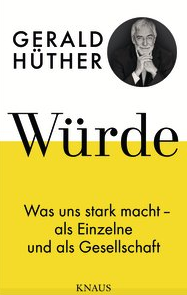 GERALD
HÜTHER
Würde
Was uns stark macht –
als Einzelne
und als Gesellschaft
KNAUS